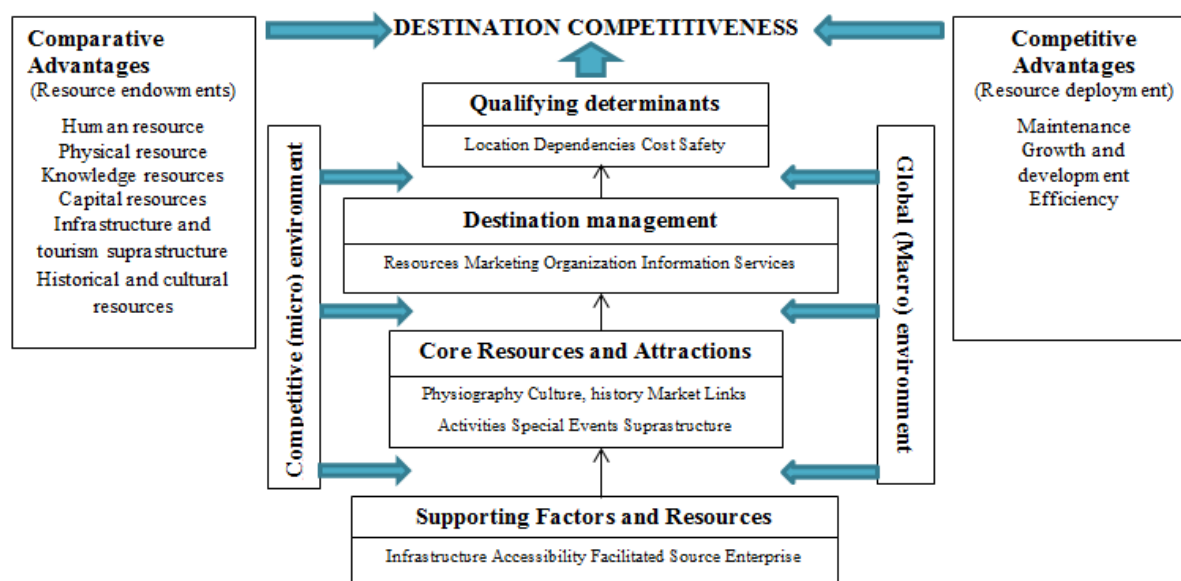 DESTINATION COMPETITIVENESS
Comparative
Advantages
(Resource endowments)
Human resource
Physical resource
Knowledge resources
Capital resources
Infrastructure and
tourism suprastructure
Historical and cultural
resources
Competitive (micro) environment
Qualifying determinants
Location Dependencies Cost Safety
Destination management
Resources Marketing Organization Information Services
Core Resources and Attractions
Physiography Culture, history Market Links
Activities Special Events Suprastructure
Supporting Factors and Resources
Infrastructure Accessibility Facilitated Source Enterprise
Global (Macro) environment
Competitive
Advantages
(Resource deployment)
Maintenance
Growth and
development
Efficiency